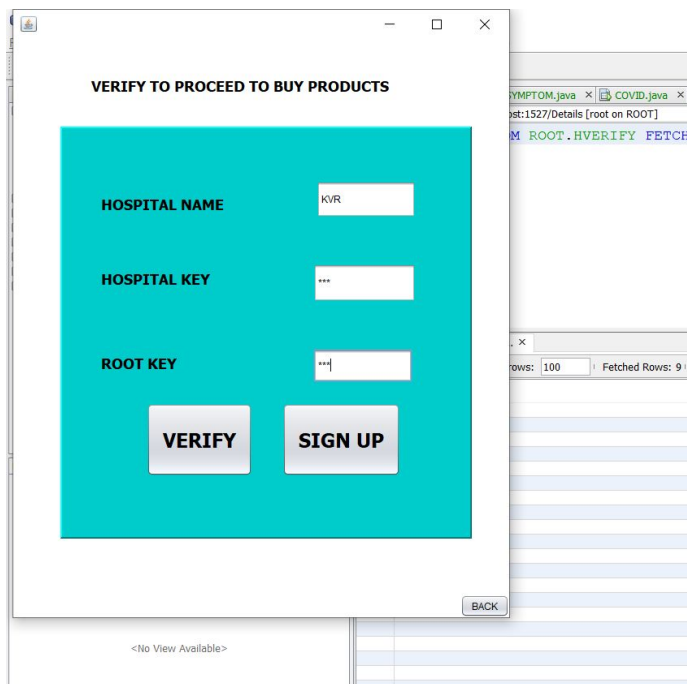 VERIFY TO PROCEED TO BUY PRODUCTS
HOSPITAL NAME
KVR
HOSPITAL KEY
***
ROOT KEY
***
VERIFY
SIGN UP
BACK
SYMPTOM.java × COVID.java ×
ost:1527/Details [root on ROOT]
M ROOT.HVERIFY FETCH
. ×
rows: 100 Fetched Rows: 9
<No View Available>